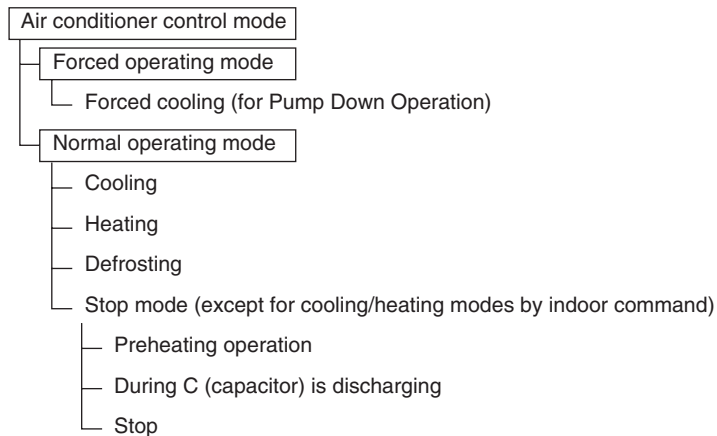 Air conditioner control mode
Forced operating mode
Forced cooling (for Pump Down Operation)
Normal operating mode
Cooling
Heating
Defrosting
Stop mode (except for cooling/heating modes by indoor command)
Preheating operation
During C (capacitor) is discharging
Stop